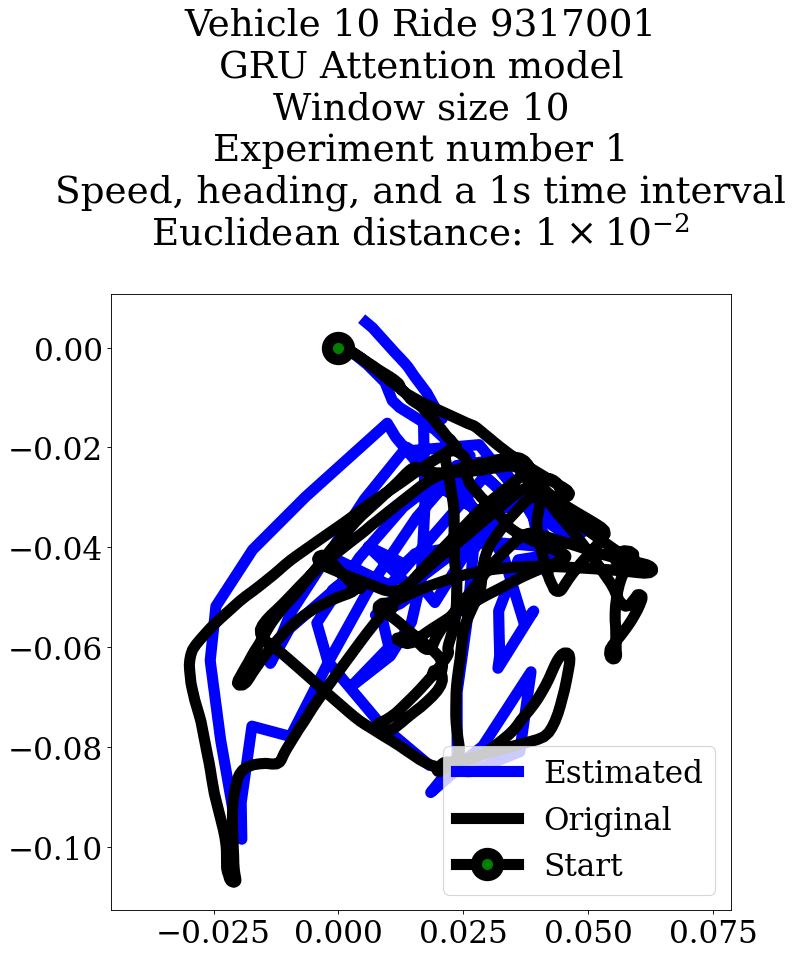 Vehicle 10 Ride 9317001
GRU Attention model
Window size 10
Experiment number 1
Speed, heading, and a 1s time interval
Euclidean distance: 1 × 10⁻²
0.00
−0.02
−0.04
−0.06
−0.08
−0.10
Estimated
Original
Start
−0.025 0.000 0.025 0.050 0.075